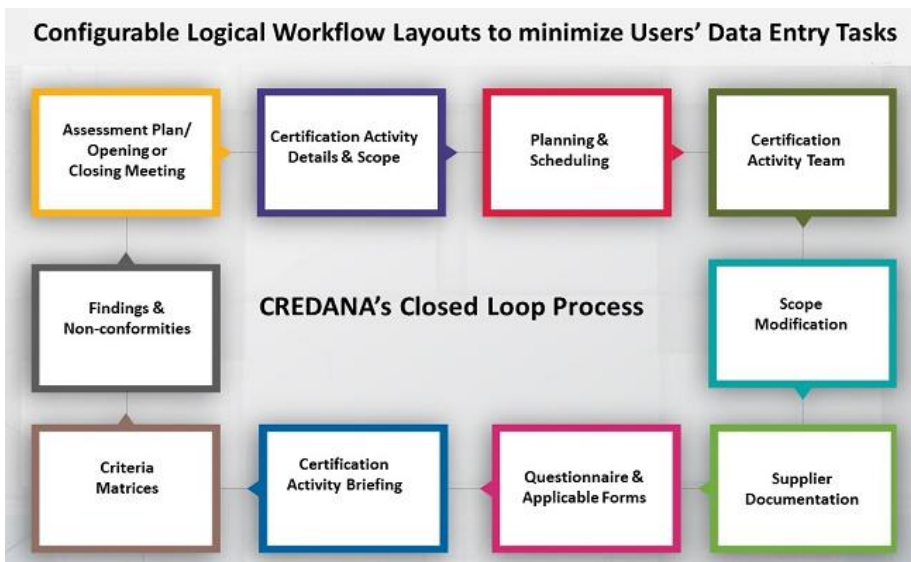 Configurable Logical Workflow Layouts to minimize Users' Data Entry Tasks
Assessment Plan/
Opening or
Closing Meeting
Certification Activity
Details & Scope
Planning &
Scheduling
Certification
Activity Team
Findings &
Non-conformities
CREDANA's Closed Loop Process
Scope
Modification
Criteria
Matrices
Certification
Activity Briefing
Questionnaire &
Applicable Forms
Supplier
Documentation